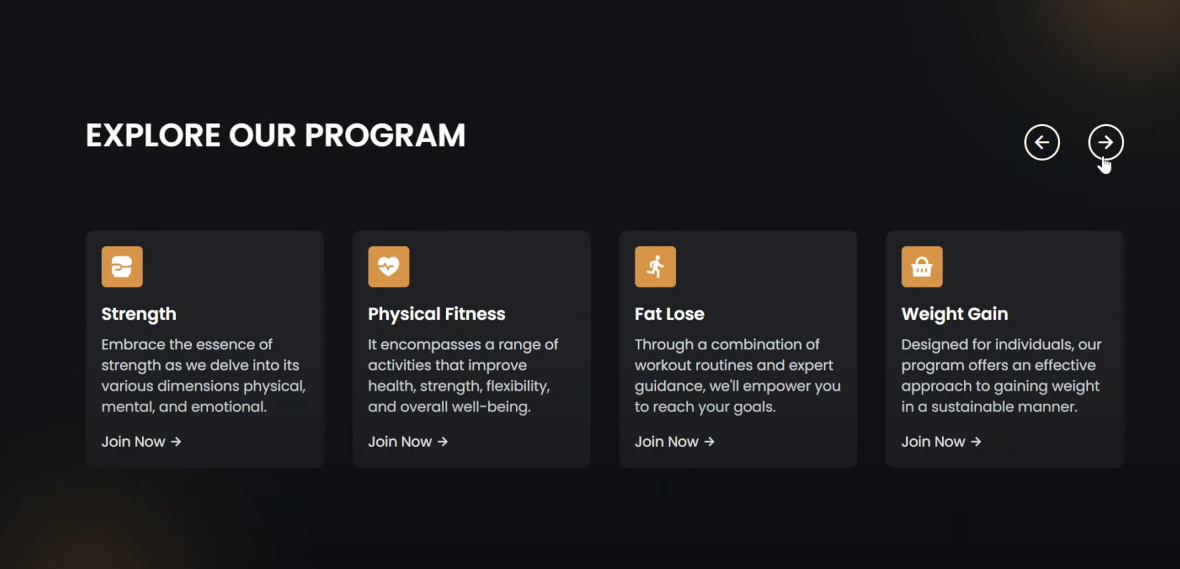 EXPLORE OUR PROGRAM
Strength
Embrace the essence of
strength as we delve into its
various dimensions physical,
mental, and emotional.
Join Now →
Physical Fitness
It encompasses a range of
activities that improve
health, strength, flexibility,
and overall well-being.
Join Now →
Fat Lose
Through a combination of
workout routines and expert
guidance, we'll empower you
to reach your goals.
Join Now →
Weight Gain
Designed for individuals, our
program offers an effective
approach to gaining weight
in a sustainable manner.
Join Now →